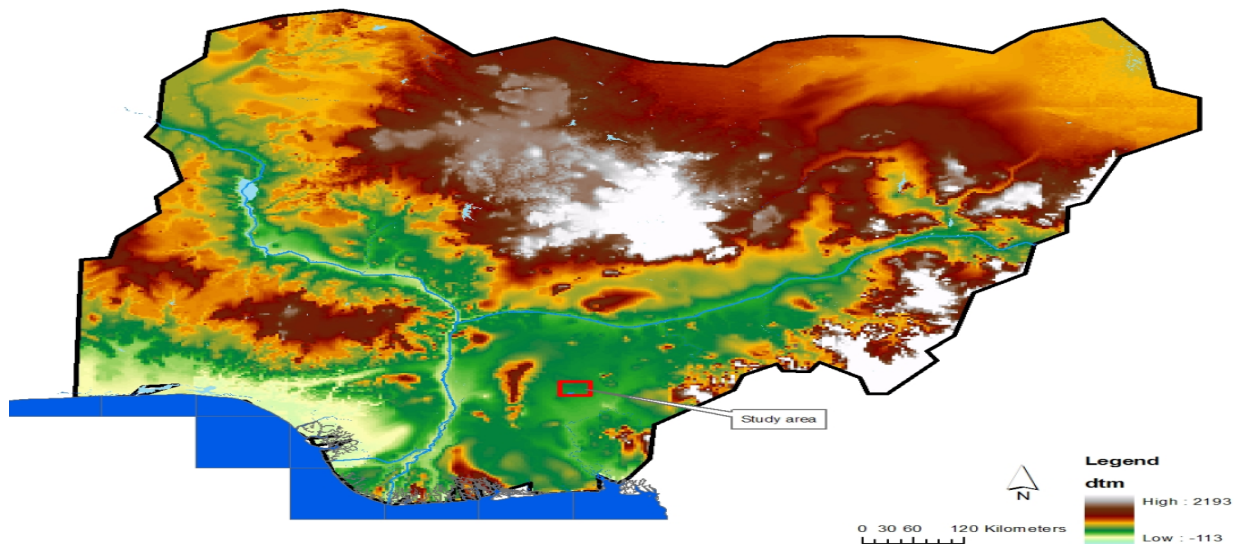 Study area
N
0 30 60 120 Kilometers
Legend
dtm
High : 2193
Low : -113